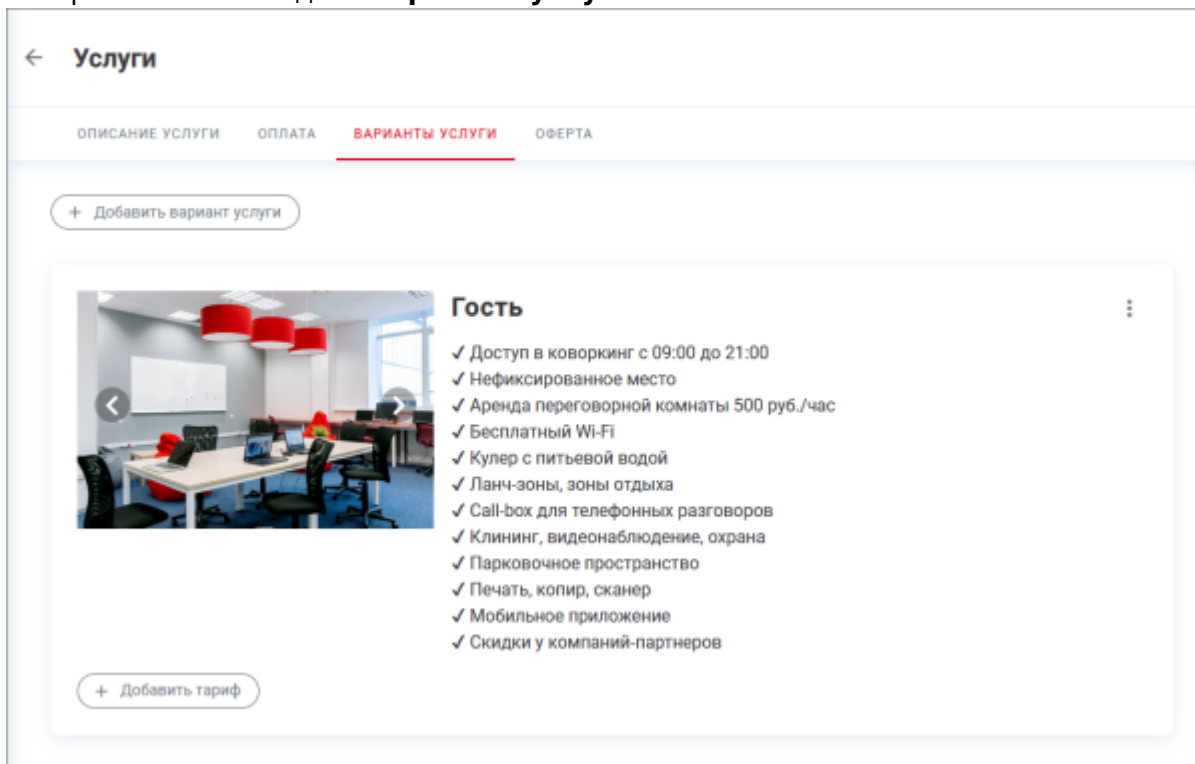 Услуги
ОПИСАНИЕ УСЛУГИ ОПЛАТА ВАРИАНТЫ УСЛУГИ ОФЕРТА
+ Добавить вариант услуги
Гость
✓ Доступ в коворкинг с 09:00 до 21:00
✓ Нефиксированное место
✓ Аренда переговорной комнаты 500 руб./час
✓ Бесплатный Wi-Fi
✓ Кулер с питьевой водой
✓ Ланч-зоны, зоны отдыха
✓ Call-box для телефонных разговоров
✓ Клининг, видеонаблюдение, охрана
✓ Парковочное пространство
✓ Печать, копир, сканер
✓ Мобильное приложение
✓ Скидки у компаний-партнеров
+ Добавить тариф